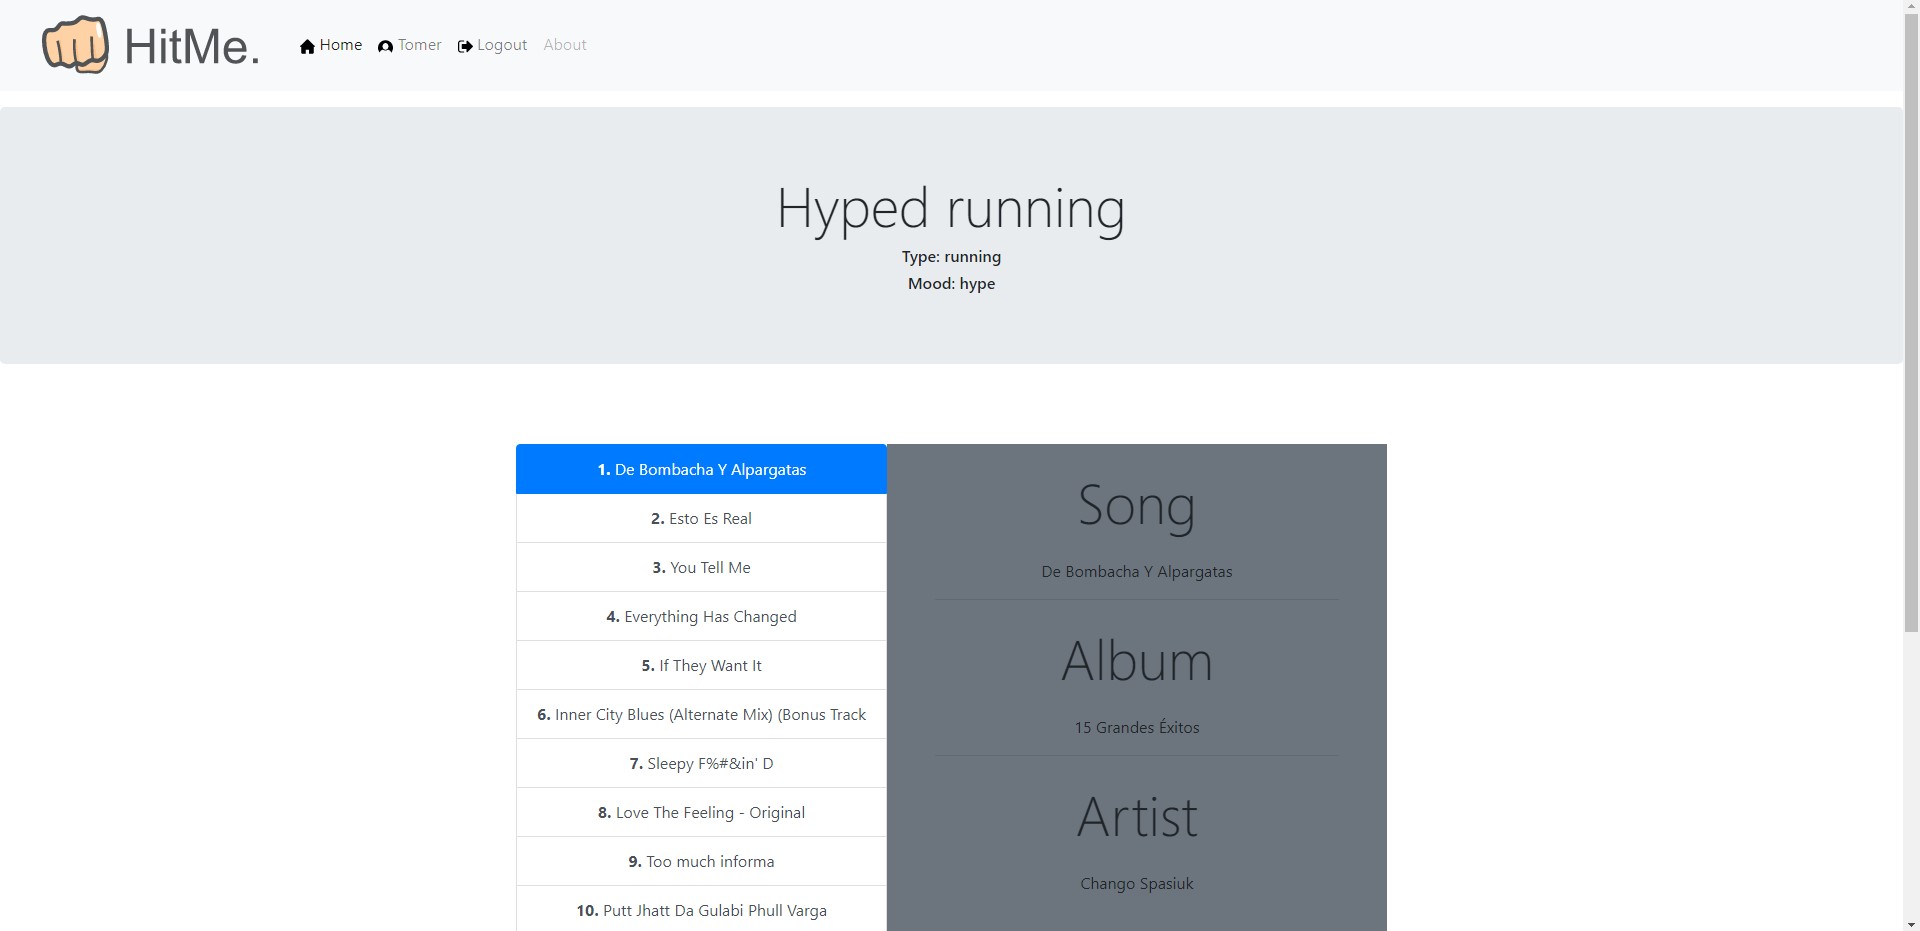 HitMe.
Home Tomer Logout About
Hyped running
Type: running
Mood: hype
1. De Bombacha Y Alpargatas
2. Esto Es Real
3. You Tell Me
4. Everything Has Changed
5. If They Want It
6. Inner City Blues (Alternate Mix) (Bonus Track
7. Sleepy F%#&in' D
8. Love The Feeling - Original
9. Too much informa
10. Putt Jhatt Da Gulabi Phull Varga
Song
De Bombacha Y Alpargatas
Album
15 Grandes Éxitos
Artist
Chango Spasiuk